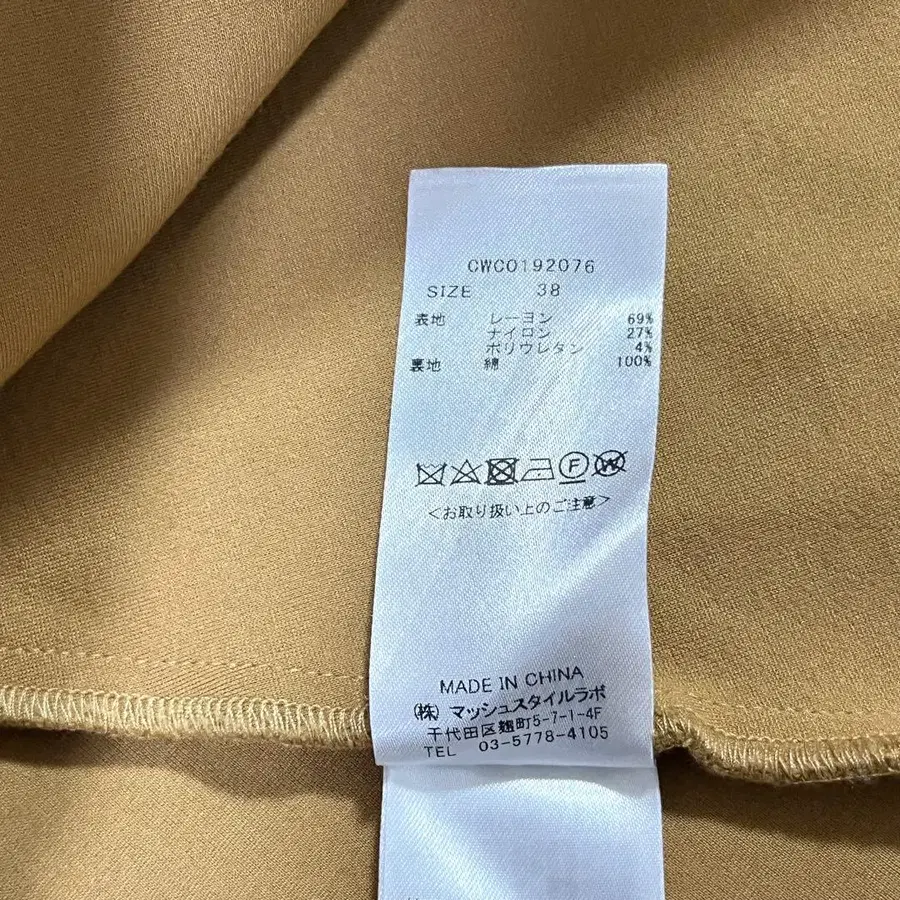 CWCO192076
SIZE 38
表地 レーヨン 69%
ナイロン 27%
ポリウレタン 4%
裏地 綿 100%
F W
<お取り扱い上のご注意>
MADE IN CHINA
(株) マッシュスタイルラボ
千代田区麹町5-7-1-4F
TEL 03-5778-4105